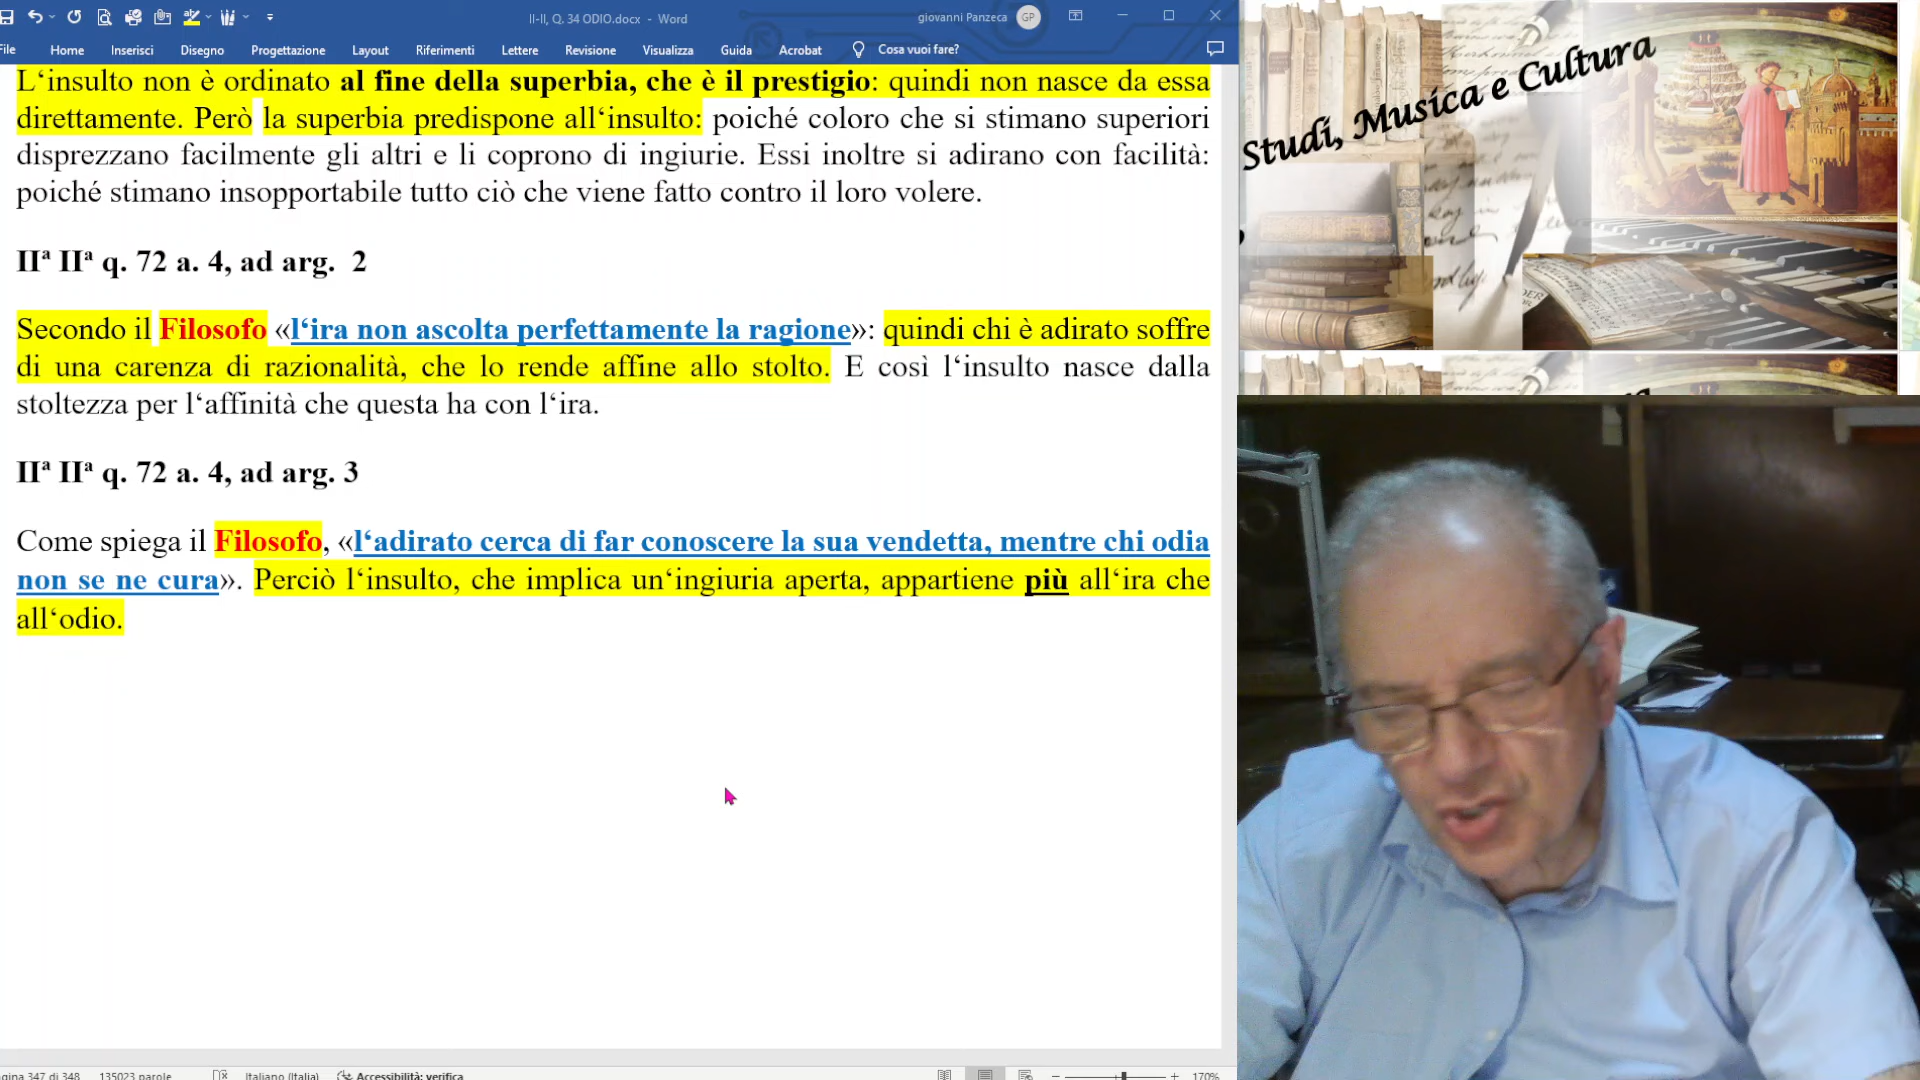 II-II, Q. 34 ODIO.docx - Word
giovanni Panzeca GP
File Home Inserisci Disegno Progettazione Layout Riferimenti Lettere Revisione Visualizza Guida Acrobat Cosa vuoi fare?
L‘insulto non è ordinato al fine della superbia, che è il prestigio: quindi non nasce da essa
direttamente. Però la superbia predispone all‘insulto: poiché coloro che si stimano superiori
disprezzano facilmente gli altri e li coprono di ingiurie. Essi inoltre si adirano con facilità:
poiché stimano insopportabile tutto ciò che viene fatto contro il loro volere.
IIª IIª q. 72 a. 4, ad arg. 2
Secondo il Filosofo «l‘ira non ascolta perfettamente la ragione»: quindi chi è adirato soffre
di una carenza di razionalità, che lo rende affine allo stolto. E così l‘insulto nasce dalla
stoltezza per l‘affinità che questa ha con l‘ira.
IIª IIª q. 72 a. 4, ad arg. 3
Come spiega il Filosofo, «l‘adirato cerca di far conoscere la sua vendetta, mentre chi odia
non se ne cura». Perciò l‘insulto, che implica un‘ingiuria aperta, appartiene più all‘ira che
all‘odio.
347 di 348 135023 parole Italiano (Italia) Accessibilità: verifica 170%
Studi, Musica e Cultura